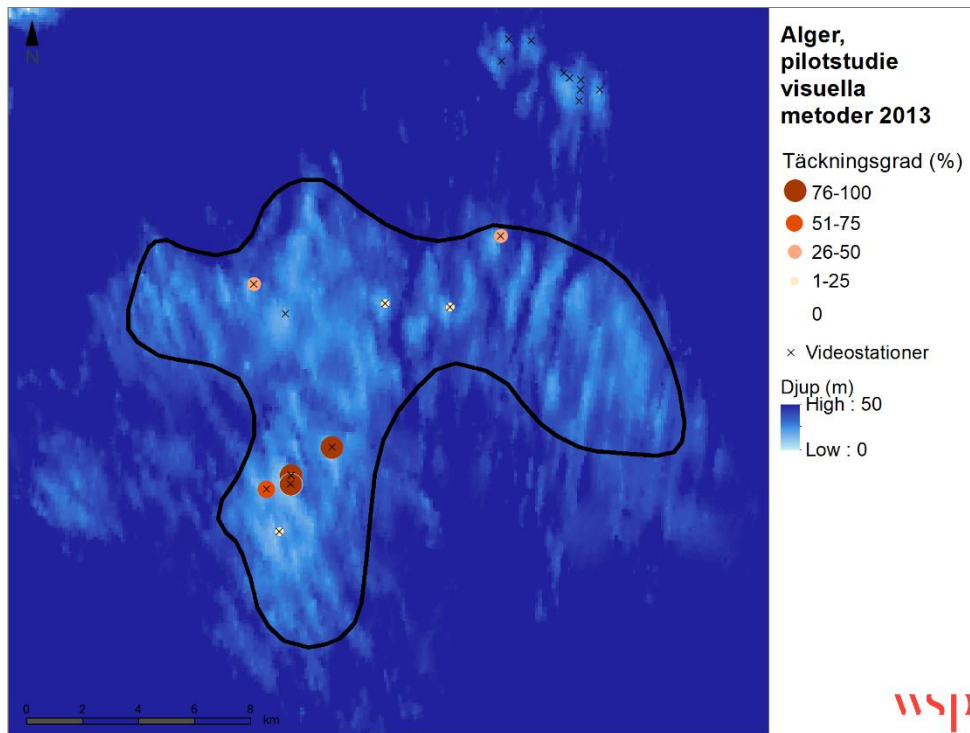 N
Alger,
pilotstudie
visuella
metoder 2013
Täckningsgrad (%)
76-100
51-75
26-50
1-25
0
Videostationer
Djup (m)
High : 50
Low : 0
0 2 4 6 8
km
wsp